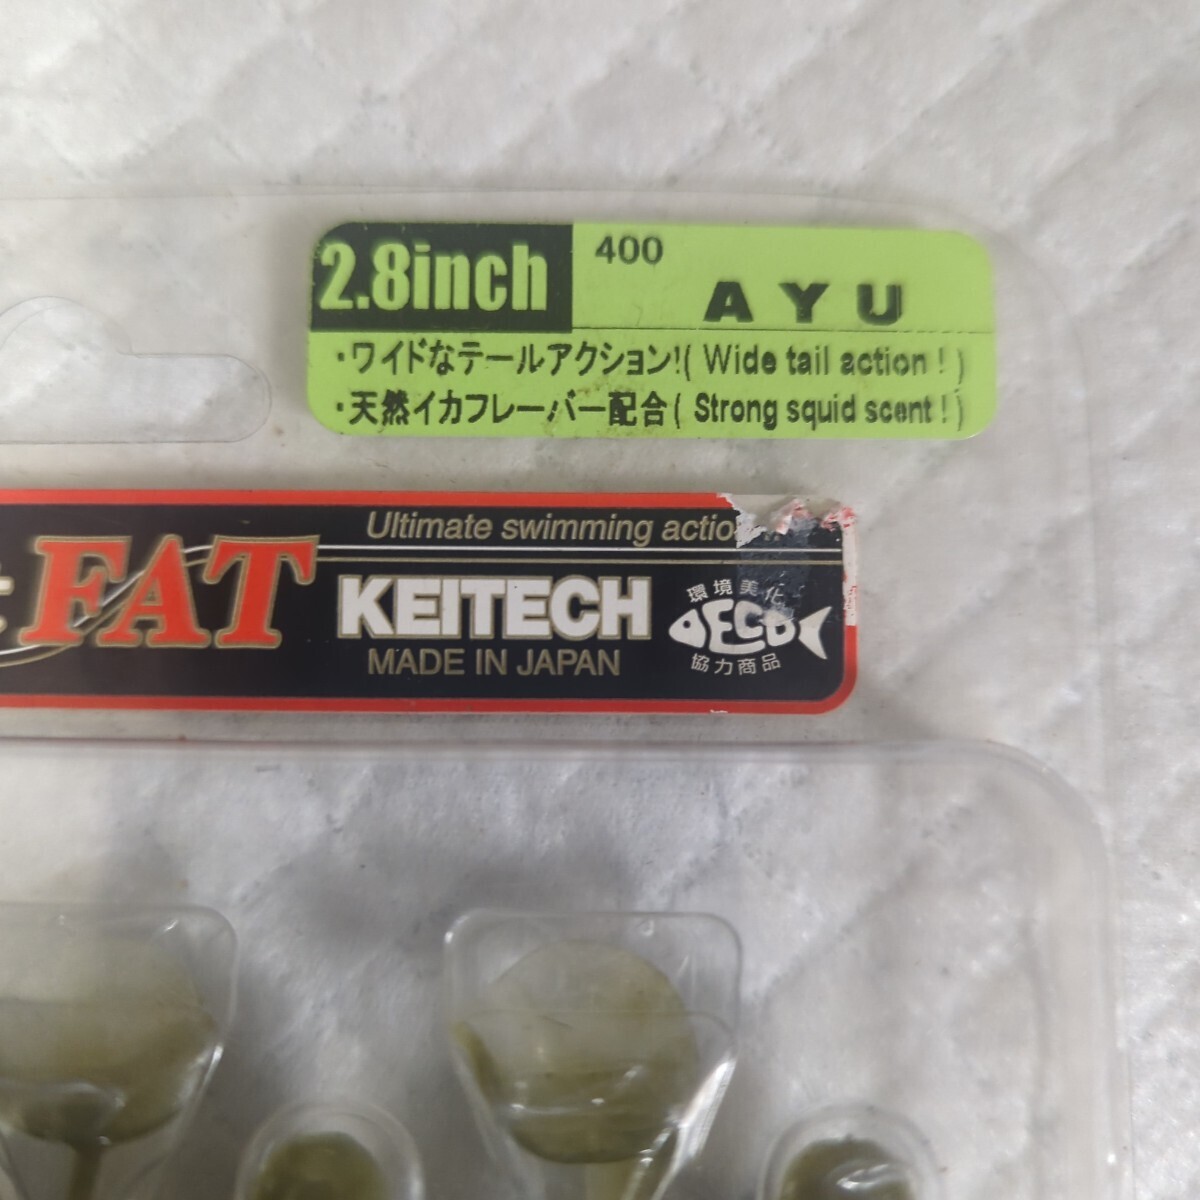 2.8inch
400
AYU
・ワイドなテールアクション!( Wide tail action ! )
・天然イカフレーバー配合( Strong squid scent ! )
Ultimate swimming actio
t FAT
KEITECH
MADE IN JAPAN
環境美化
ECO
協力商品